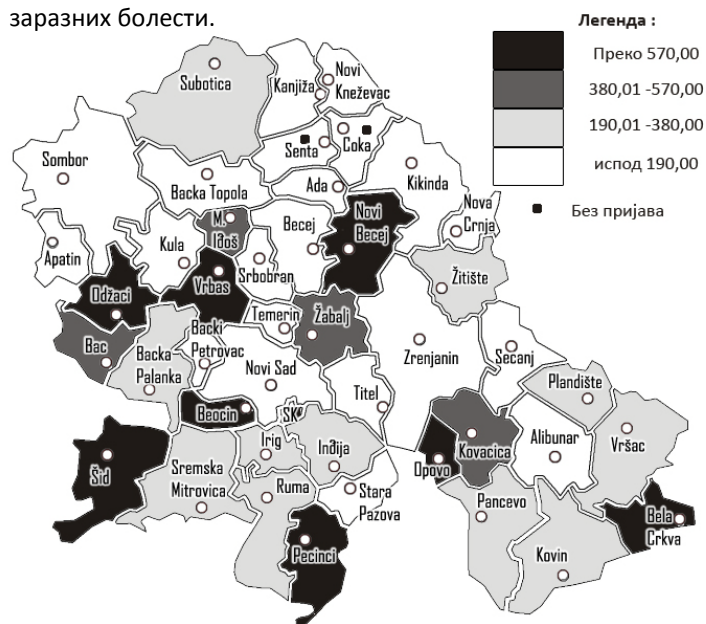 заразних болести.
Легенда :
Преко 570,00
380,01 -570,00
190,01 -380,00
испод 190,00
Без пријава
Subotica
Kanjiža
Novi
Kneževac
Senta
Coka
Sombor
Backa Topola
Ada
Kikinda
M.
Iđoš
Becej
Novi
Becej
Nova
Crnja
Apatin
Kula
Srbobran
Odžaci
Vrbas
Žitište
Temerin
Žabalj
Bac
Backa
Palanka
Backi
Petrovac
Novi Sad
Zrenjanin
Secanj
Titel
Plandište
Beocin
SK
Kovacica
Alibunar
Vršac
Šid
Sremska
Mitrovica
Irig
Inđija
Opovo
Ruma
Stara
Pazova
Pancevo
Bela
Crkva
Pecinci
Kovin